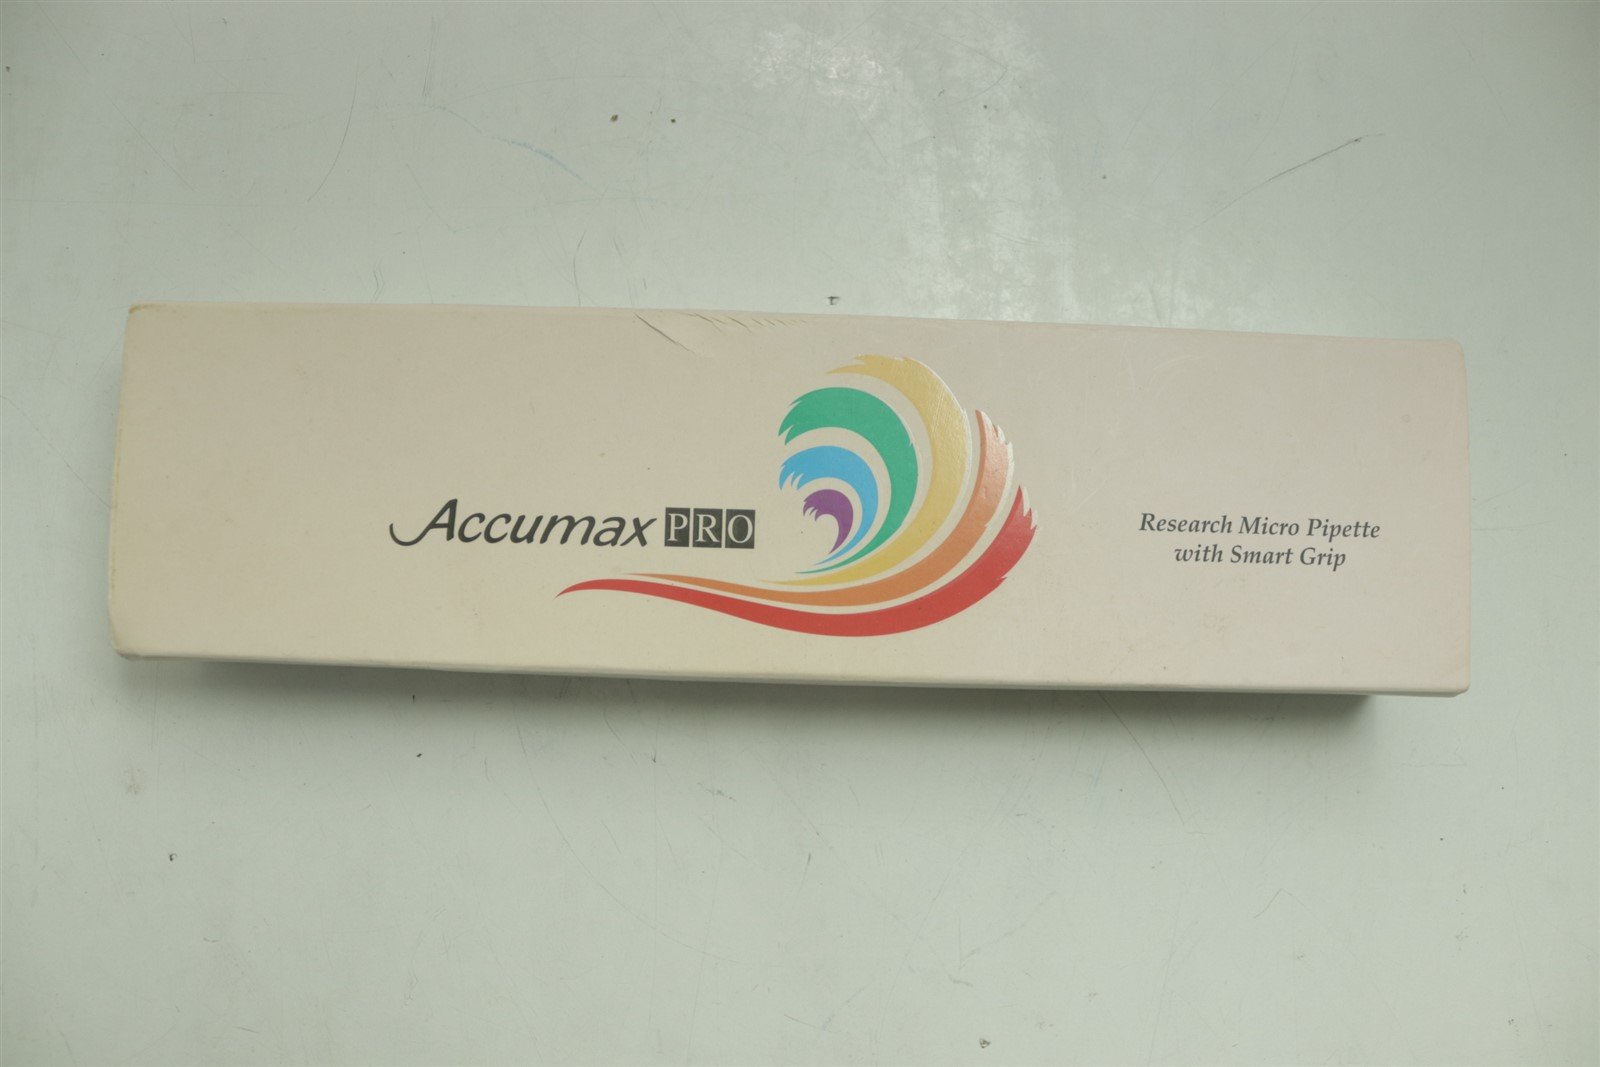 Accumax PRO
Research Micro Pipette
with Smart Grip